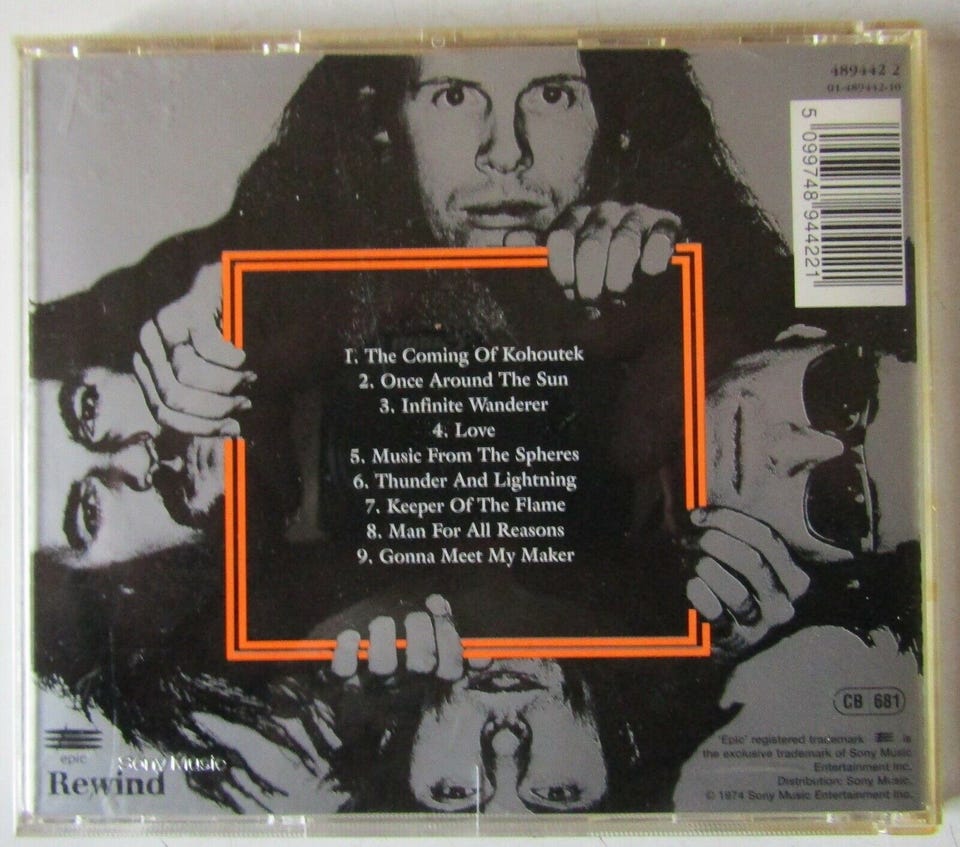 489442 2
01-489442-10
5 099748 944221
1. The Coming Of Kohoutek
2. Once Around The Sun
3. Infinite Wanderer
4. Love
5. Music From The Spheres
6. Thunder And Lightning
7. Keeper Of The Flame
8. Man For All Reasons
9. Gonna Meet My Maker
CB 681
epic
Sony Music
Rewind
'Epic' registered trademark is
the exclusive trademark of Sony Music
Entertainment Inc.
Distribution: Sony Music.
© 1974 Sony Music Entertainment Inc.